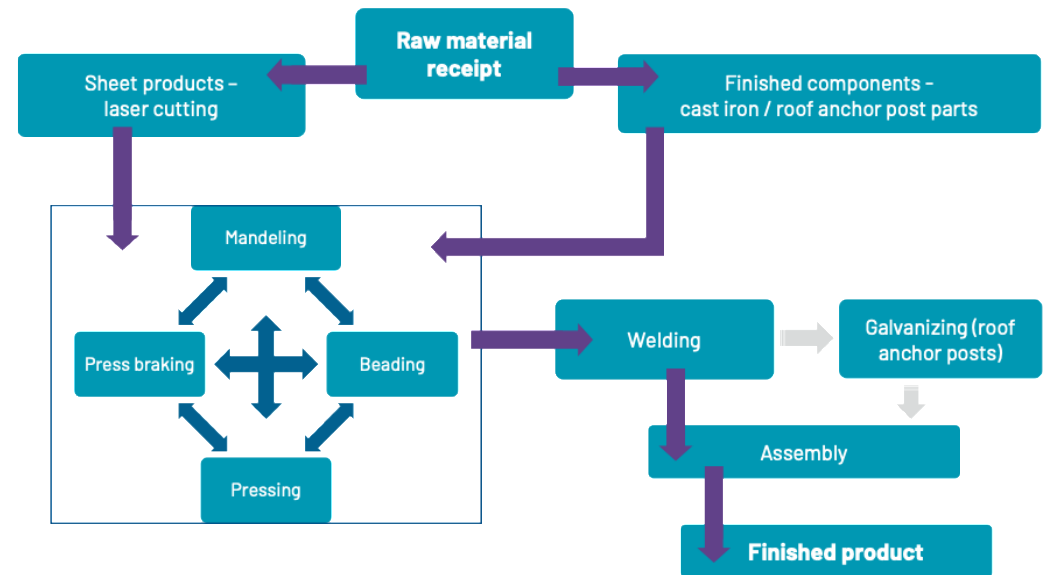 Raw material
receipt
Sheet products –
laser cutting
Finished components –
cast iron / roof anchor post parts
Mandeling
Press braking
Beading
Pressing
Welding
Galvanizing (roof
anchor posts)
Assembly
Finished product